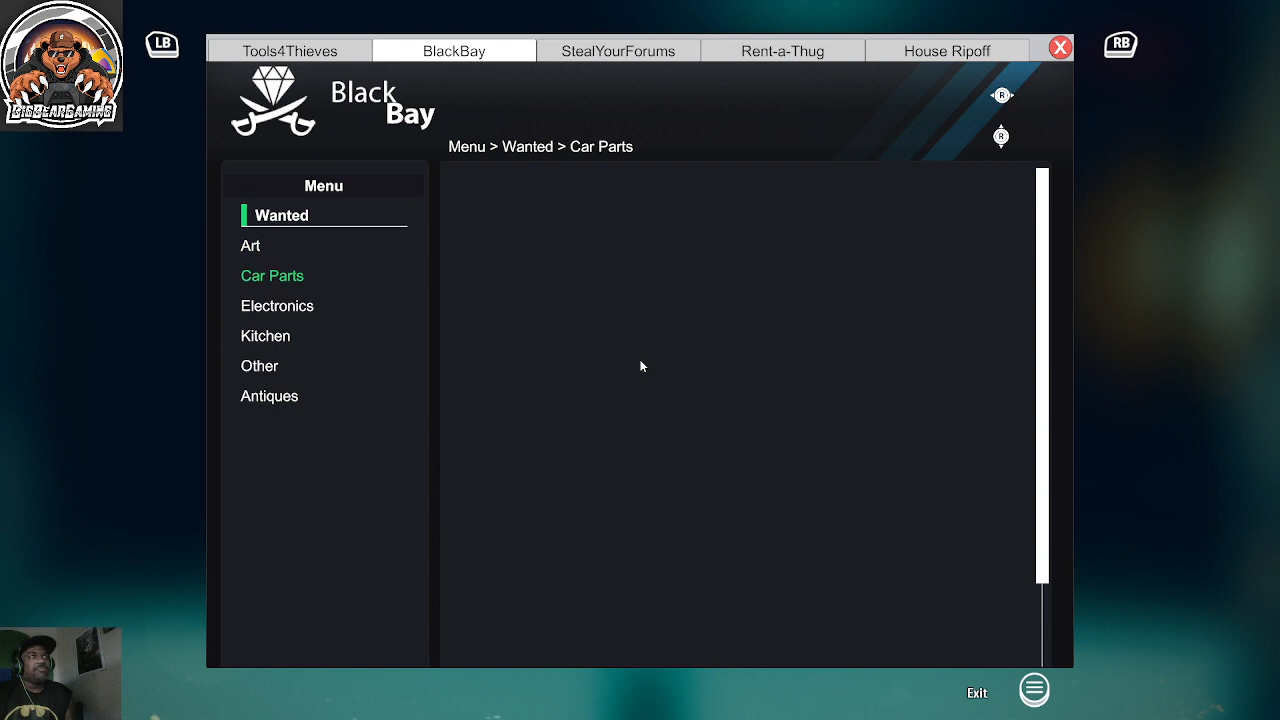 LB
RB
Tools4Thieves
BlackBay
StealYourForums
Rent-a-Thug
House Ripoff
X
Black
Bay
R
R
Menu > Wanted > Car Parts
Menu
Wanted
Art
Car Parts
Electronics
Kitchen
Other
Antiques
BIGBEARGAMING
Exit